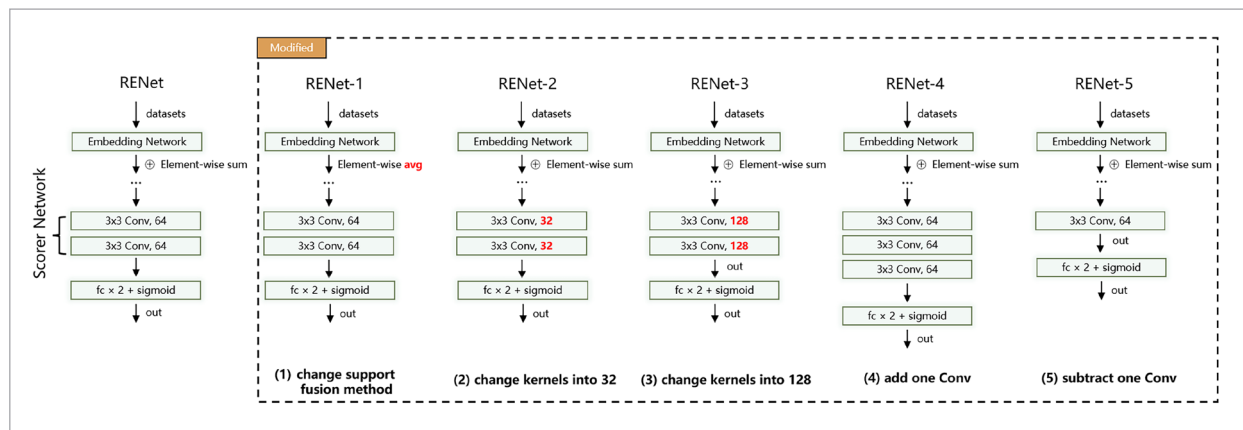 Modified
RENet
datasets
Embedding Network
⊕ Element-wise sum
...
Scorer Network
3x3 Conv, 64
3x3 Conv, 64
fc × 2 + sigmoid
out
RENet-1
datasets
Embedding Network
Element-wise avg
...
3x3 Conv, 64
3x3 Conv, 64
fc × 2 + sigmoid
out
(1) change support
fusion method
RENet-2
datasets
Embedding Network
⊕ Element-wise sum
...
3x3 Conv, 32
3x3 Conv, 32
fc × 2 + sigmoid
out
(2) change kernels into 32
RENet-3
datasets
Embedding Network
⊕ Element-wise sum
...
3x3 Conv, 128
3x3 Conv, 128
out
fc × 2 + sigmoid
out
(3) change kernels into 128
RENet-4
datasets
Embedding Network
⊕ Element-wise sum
...
3x3 Conv, 64
3x3 Conv, 64
3x3 Conv, 64
fc × 2 + sigmoid
out
(4) add one Conv
RENet-5
datasets
Embedding Network
⊕ Element-wise sum
...
3x3 Conv, 64
out
fc × 2 + sigmoid
out
(5) subtract one Conv